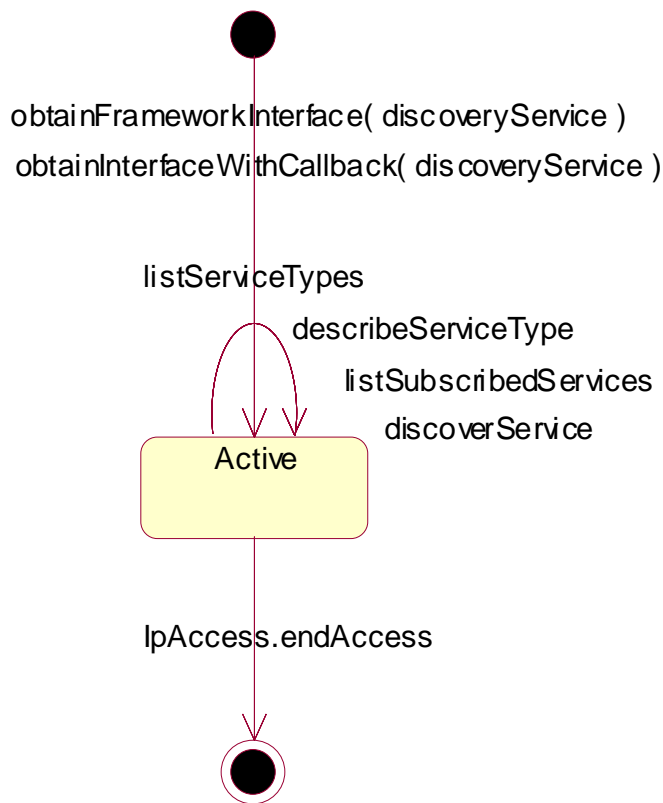 obtainFrameworkInterface( discoveryService )
obtainInterfaceWithCallback( discoveryService )
listServiceTypes
describeServiceType
listSubscribedServices
discoverService
Active
IpAccess.endAccess